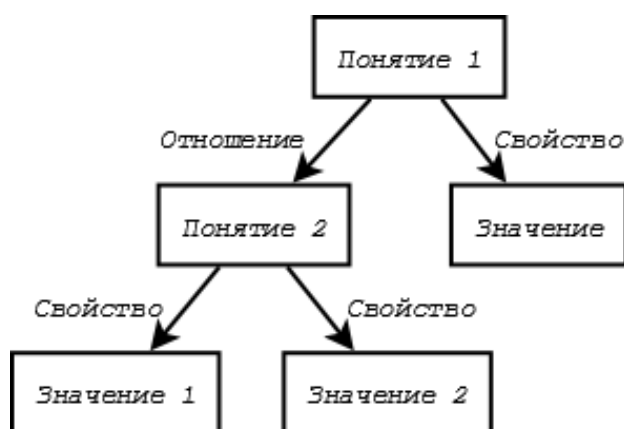 Понятие 1
Отношение
Свойство
Понятие 2
Значение
Свойство
Свойство
Значение 1
Значение 2